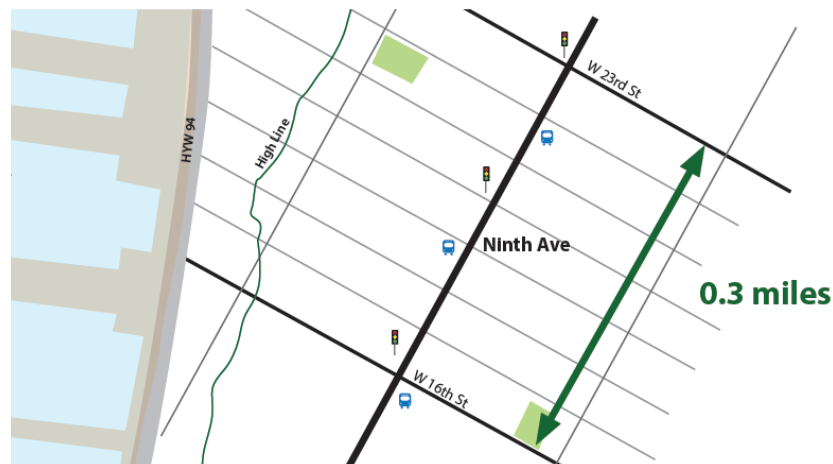 W 23rd St
HYW 94
High Line
Ninth Ave
0.3 miles
W 16th St